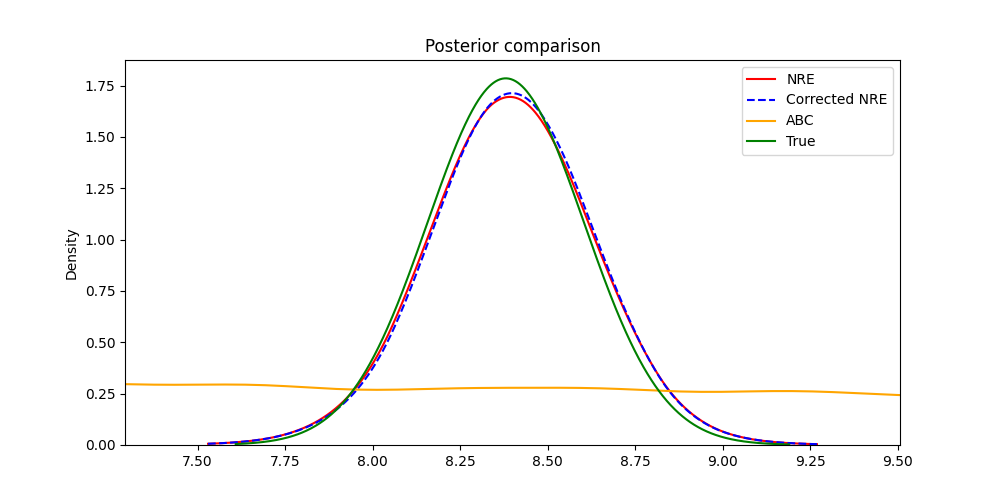 Posterior comparison
NRE
Corrected NRE
ABC
True
Density
1.75
1.50
1.25
1.00
0.75
0.50
0.25
0.00
7.50 7.75 8.00 8.25 8.50 8.75 9.00 9.25 9.50